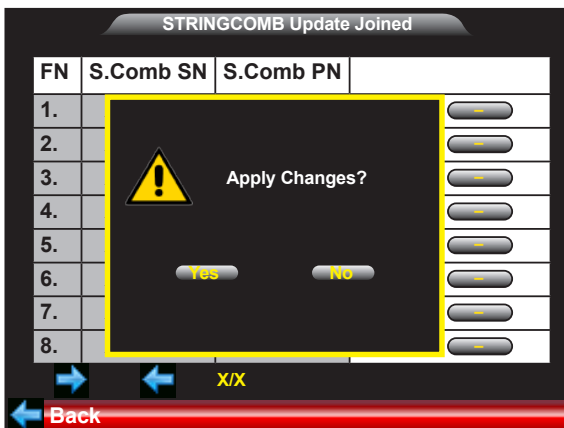 STRINGCOMB Update Joined
FN S.Comb SN S.Comb PN
1. –
2. –
3. –
4. –
5. –
6. –
7. –
8. –
Apply Changes?
Yes No
X/X
Back